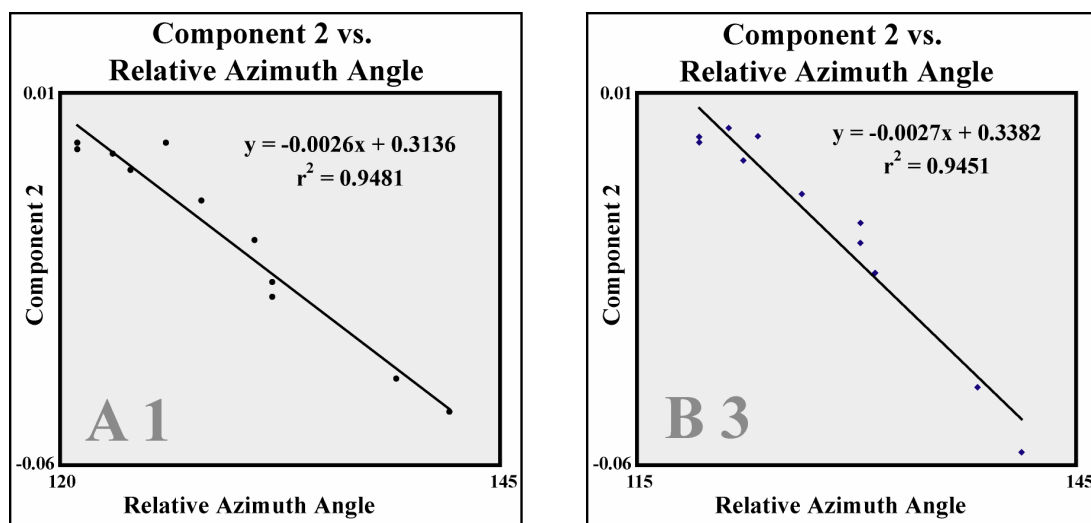 Component 2 vs.
Relative Azimuth Angle
0.01
y = -0.0026x + 0.3136
r² = 0.9481
Component 2
A 1
-0.06
120
145
Relative Azimuth Angle
Component 2 vs.
Relative Azimuth Angle
0.01
y = -0.0027x + 0.3382
r² = 0.9451
Component 2
B 3
-0.06
115
145
Relative Azimuth Angle